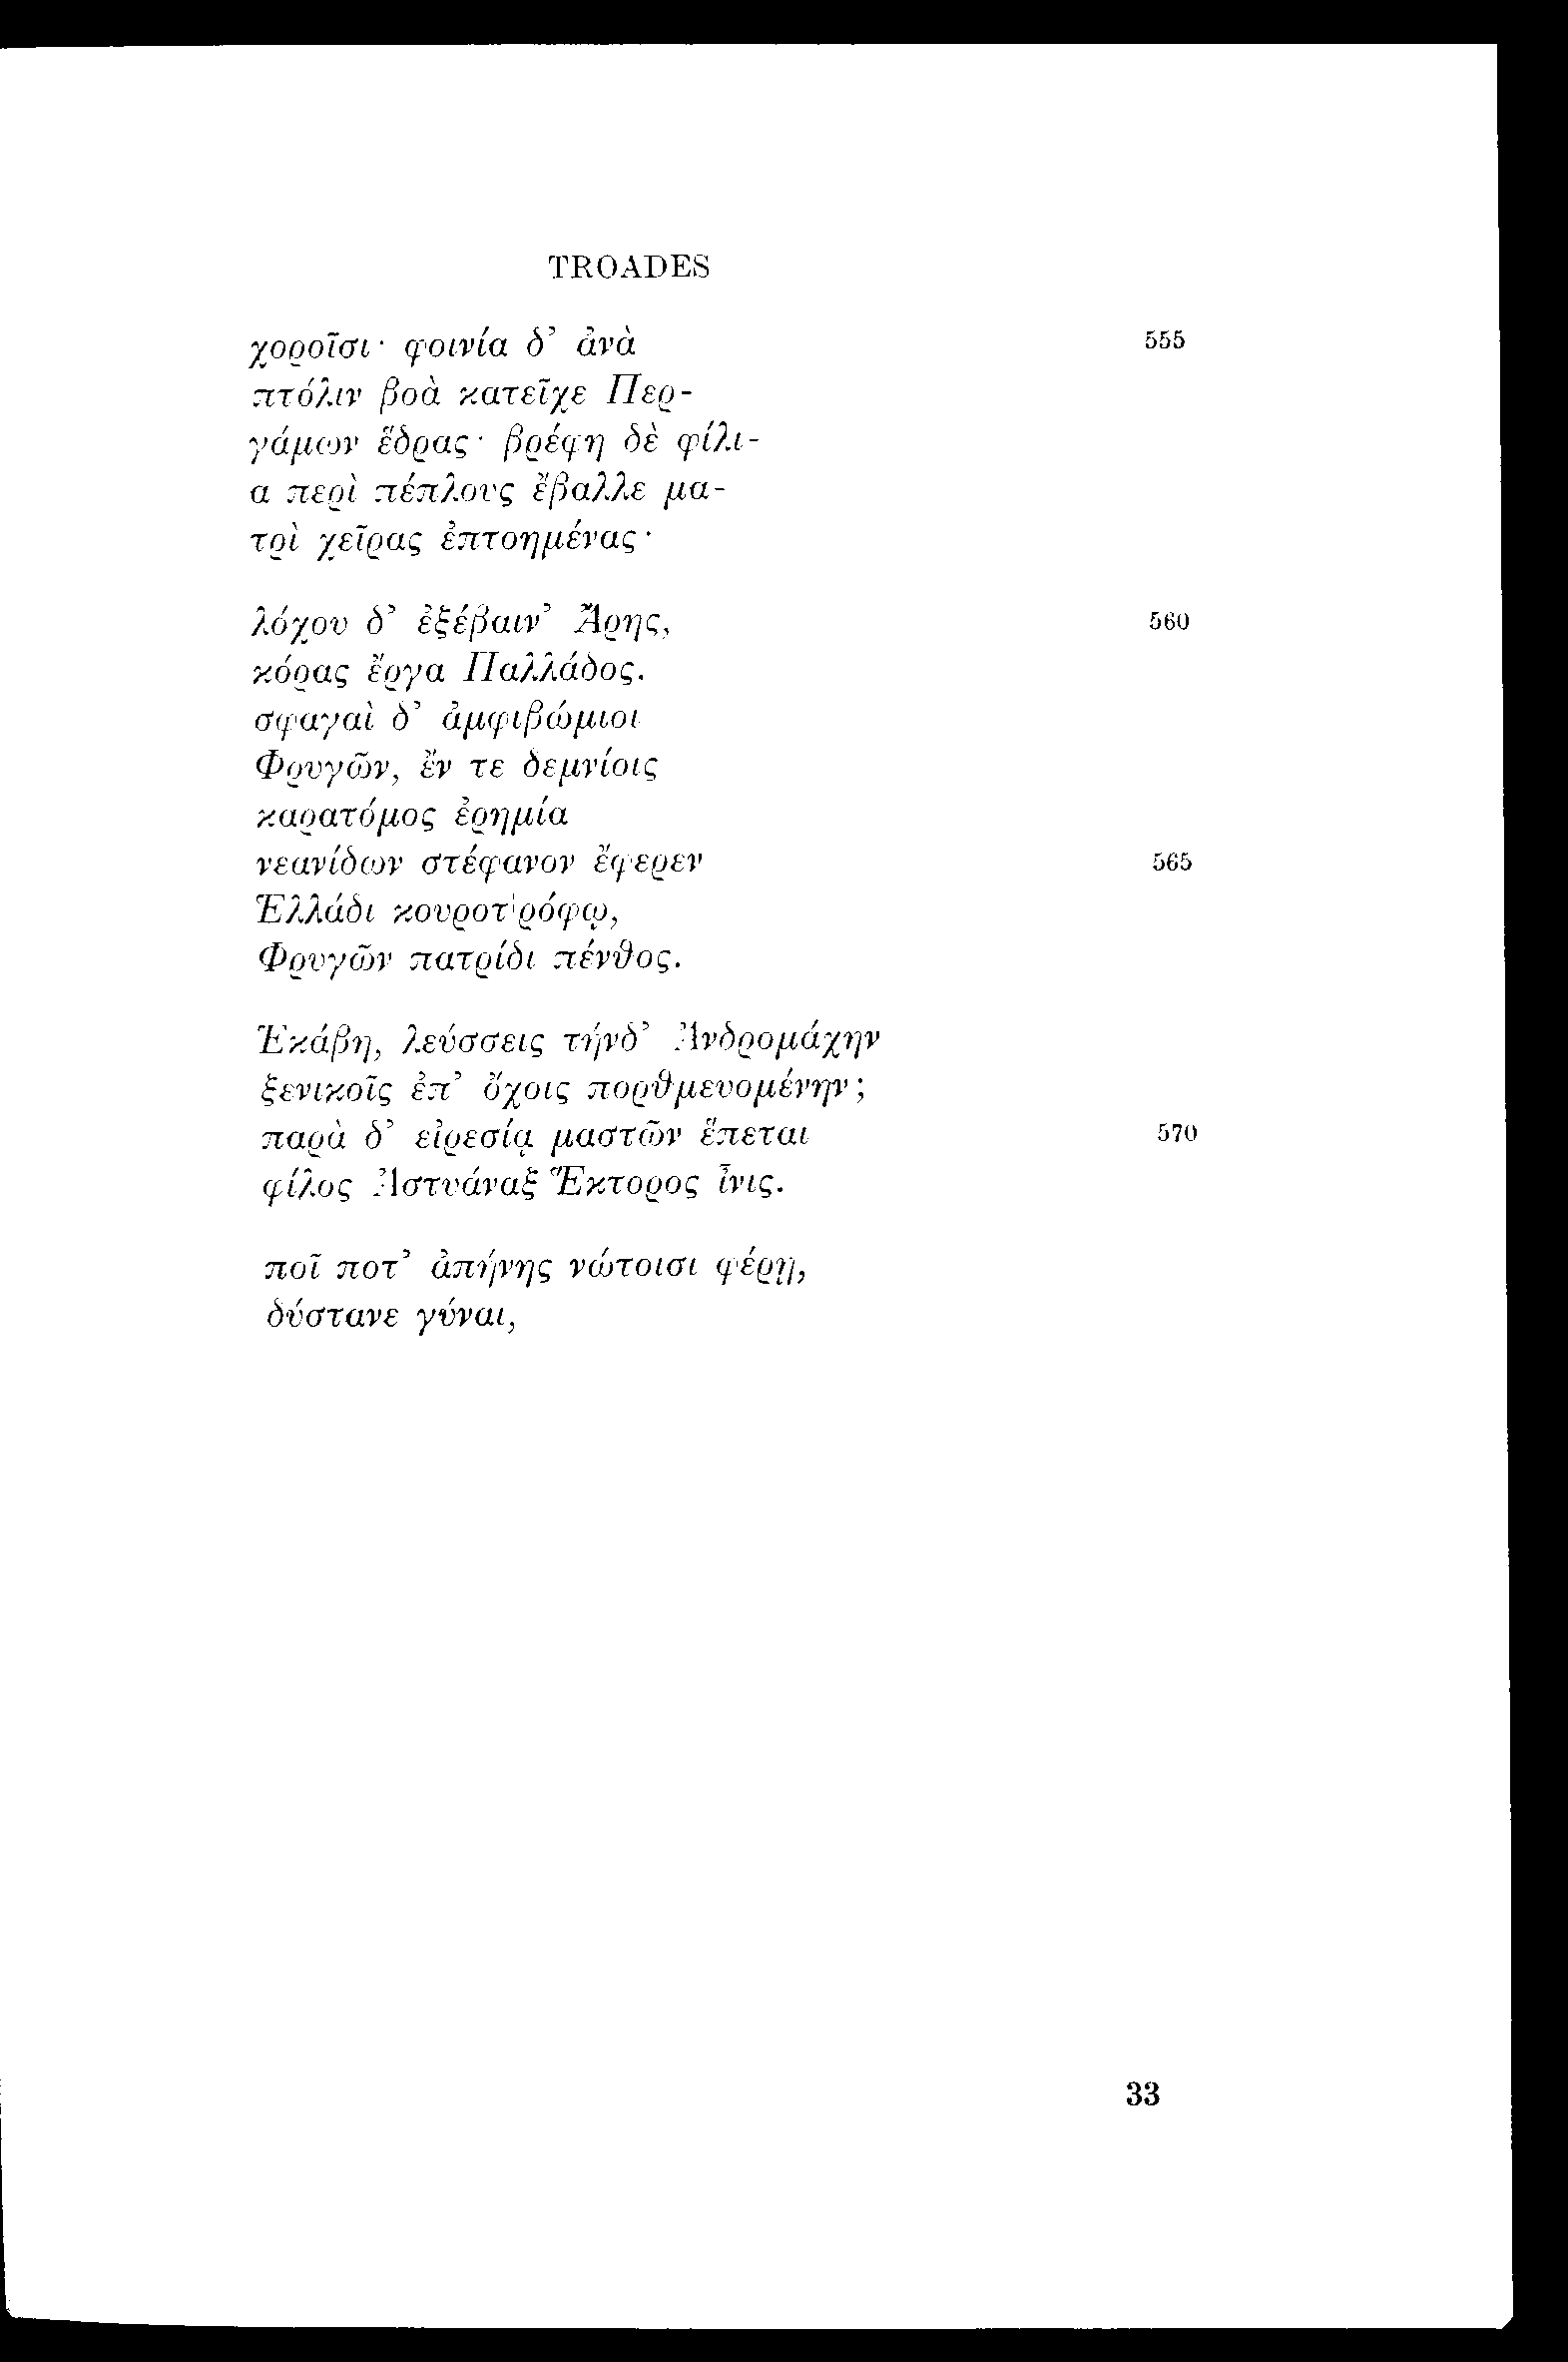 TROADES
χοροῖσι· φοινία δ' ἀνὰ 555
πτόλιν βοὰ κατεῖχε Περ-
γάμων ἕδρας· βρέφη δὲ φίλι-
α περὶ πέπλους ἔβαλλε μα-
τρὶ χεῖρας ἐπτοημένας·
λόχου δ' ἐξέβαιν' Ἄρης, 560
κόρας ἔργα Παλλάδος.
σφαγαὶ δ' ἀμφιβώμιοι
Φρυγῶν, ἔν τε δεμνίοις
καρατόμος ἐρημία
νεανίδων στέφανον ἔφερεν 565
Ἑλλάδι κουροτρόφῳ,
Φρυγῶν πατρίδι πένθος.
Ἑκάβη, λεύσσεις τήνδ' Ἀνδρομάχην
ξενικοῖς ἐπ' ὄχοις πορθμευομένην;
παρὰ δ' εἰρεσίᾳ μαστῶν ἕπεται 570
φίλος Ἀστυάναξ Ἕκτορος ἶνις.
ποῖ ποτ' ἀπήνης νώτοισι φέρῃ,
δύστανε γύναι,
33